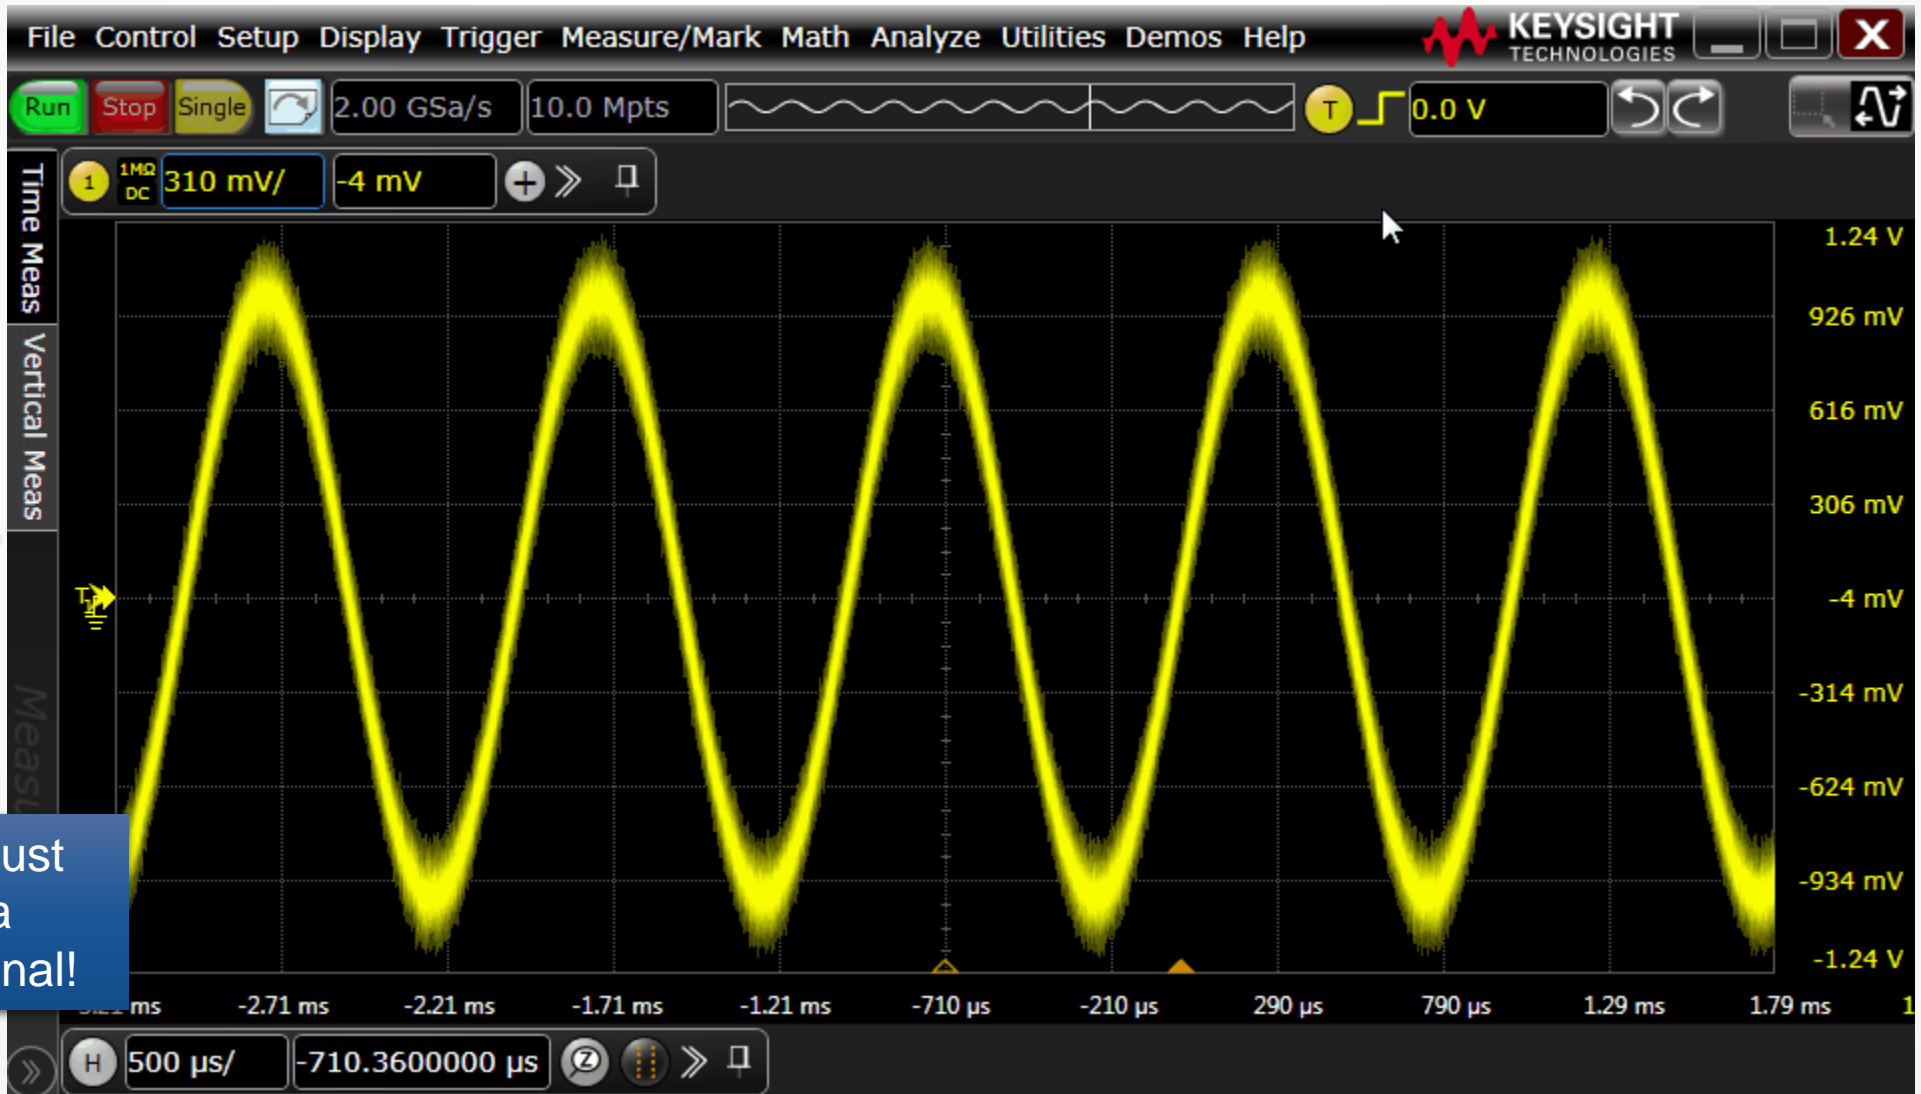 File Control Setup Display Trigger Measure/Mark Math Analyze Utilities Demos Help
KEYSIGHT
TECHNOLOGIES
X
Run Stop Single 2.00 GSa/s 10.0 Mpts T 0.0 V
1 1MΩ DC 310 mV/ -4 mV
Time Meas
Vertical Meas
1.24 V
926 mV
616 mV
306 mV
-4 mV
-314 mV
-624 mV
-934 mV
-1.24 V
T
ust
a
nal!
ms -2.71 ms -2.21 ms -1.71 ms -1.21 ms -710 µs -210 µs 290 µs 790 µs 1.29 ms 1.79 ms 1
H 500 µs/ -710.3600000 µs Z